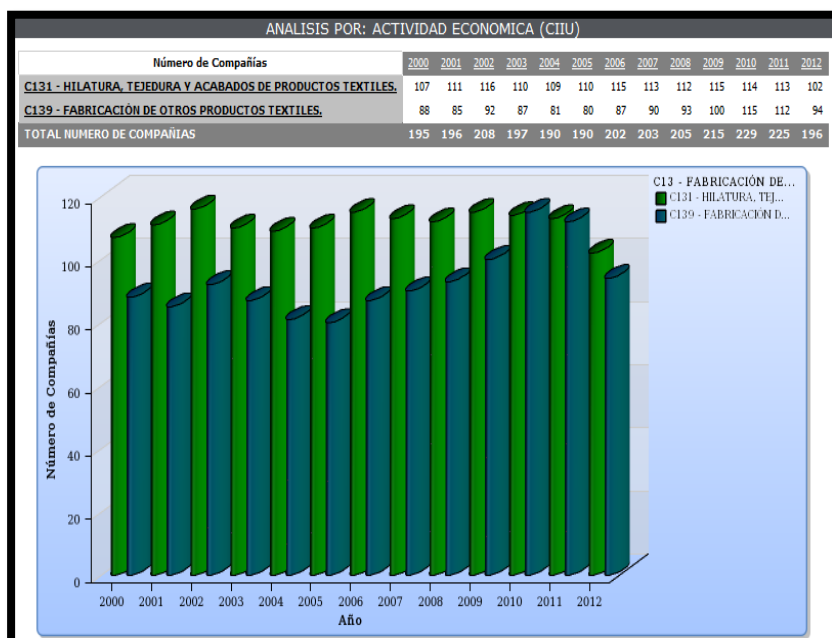 ANALISIS POR: ACTIVIDAD ECONOMICA (CIIU)
Número de Compañías 2000 2001 2002 2003 2004 2005 2006 2007 2008 2009 2010 2011 2012
C131 - HILATURA, TEJEDURA Y ACABADOS DE PRODUCTOS TEXTILES. 107 111 116 110 109 110 115 113 112 115 114 113 102
C139 - FABRICACIÓN DE OTROS PRODUCTOS TEXTILES. 88 85 92 87 81 80 87 90 93 100 115 112 94
TOTAL NUMERO DE COMPAÑIAS 195 196 208 197 190 190 202 203 205 215 229 225 196
C13 - FABRICACIÓN DE...
C131 - HILATURA, TEJ...
C139 - FABRICACIÓN D...
Número de Compañías
120
100
80
60
40
20
0
2000 2001 2002 2003 2004 2005 2006 2007 2008 2009 2010 2011 2012
Año